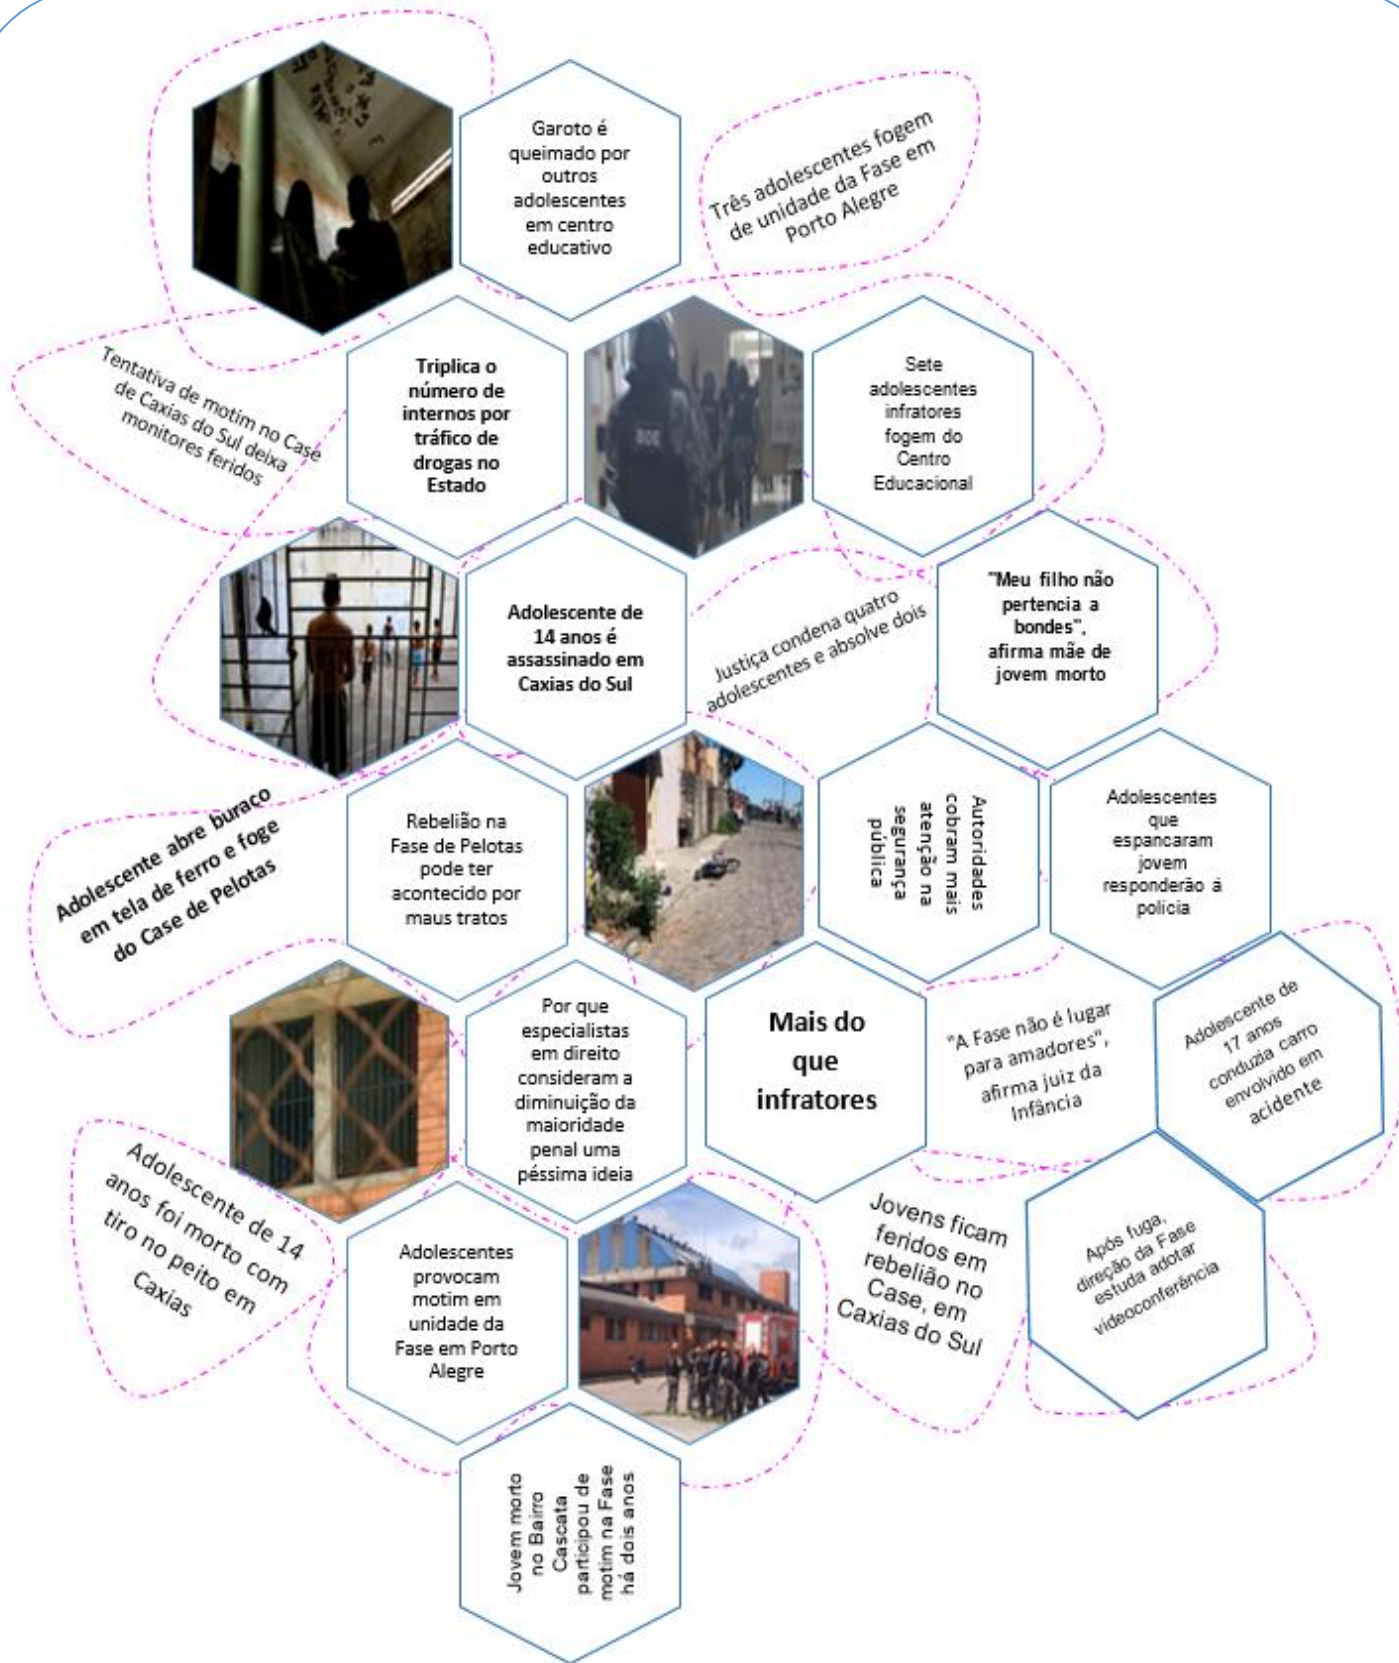 Garoto é
queimado por
outros
adolescentes
em centro
educativo
Três adolescentes fogem
de unidade da Fase em
Porto Alegre
Tentativa de motim no Case
de Caxias do Sul deixa
monitores feridos
Triplica o
número de
internos por
tráfico de
drogas no
Estado
BOE
Sete
adolescentes
infratores
fogem do
Centro
Educacional
Adolescente de
14 anos é
assassinado em
Caxias do Sul
Justiça condena quatro
adolescentes e absolve dois
"Meu filho não
pertencia a
bondes",
afirma mãe de
jovem morto
Adolescente abre buraco
em tela de ferro e foge
do Case de Pelotas
Rebelião na
Fase de Pelotas
pode ter
acontecido por
maus tratos
Autoridades
cobram mais
atenção na
segurança
pública
Adolescentes
que
espancaram
jovem
responderão á
policia
Por que
especialistas
em direito
consideram a
diminuição da
maioridade
penal uma
péssima ideia
Mais do
que
infratores
"A Fase não é lugar
para amadores",
afirma juiz da
Infância
Adolescente de
17 anos
conduzia carro
envolvido em
acidente
Adolescente de 14
anos foi morto com
tiro no peito em
Caxias
Adolescentes
provocam
motim em
unidade da
Fase em Porto
Alegre
Jovens ficam
feridos em
rebelião no
Case, em
Caxias do Sul
Após fuga,
direção da Fase
estuda adotar
videoconferência
Jovem morto
no Bairro
Cascata
participou de
motim na Fase
há dois anos